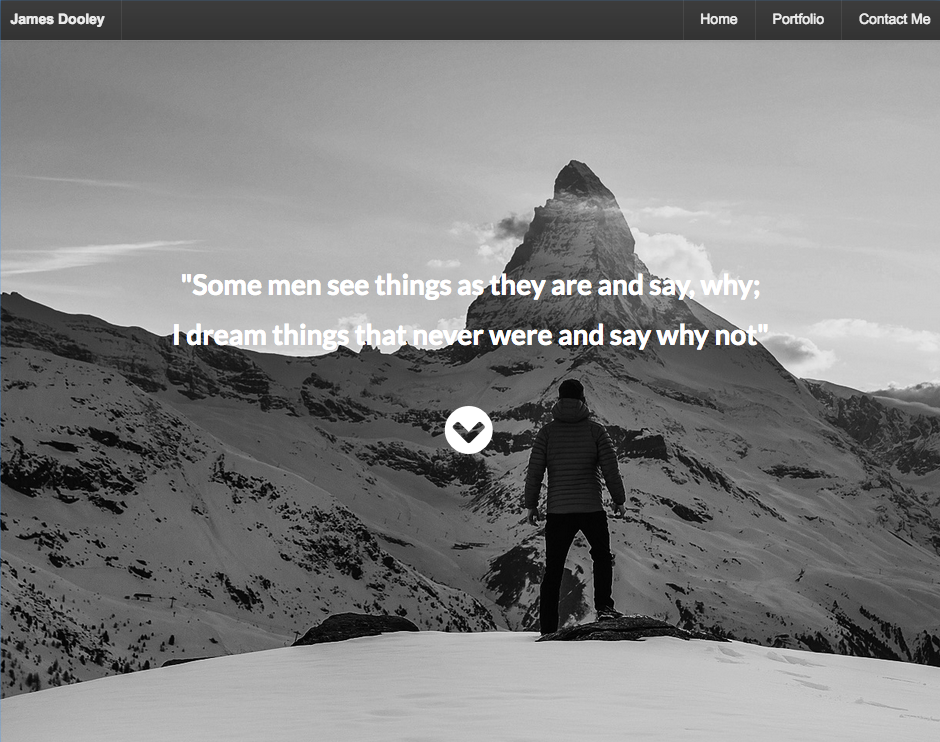 James Dooley
Home
Portfolio
Contact Me
"Some men see things as they are and say, why;
I dream things that never were and say why not"